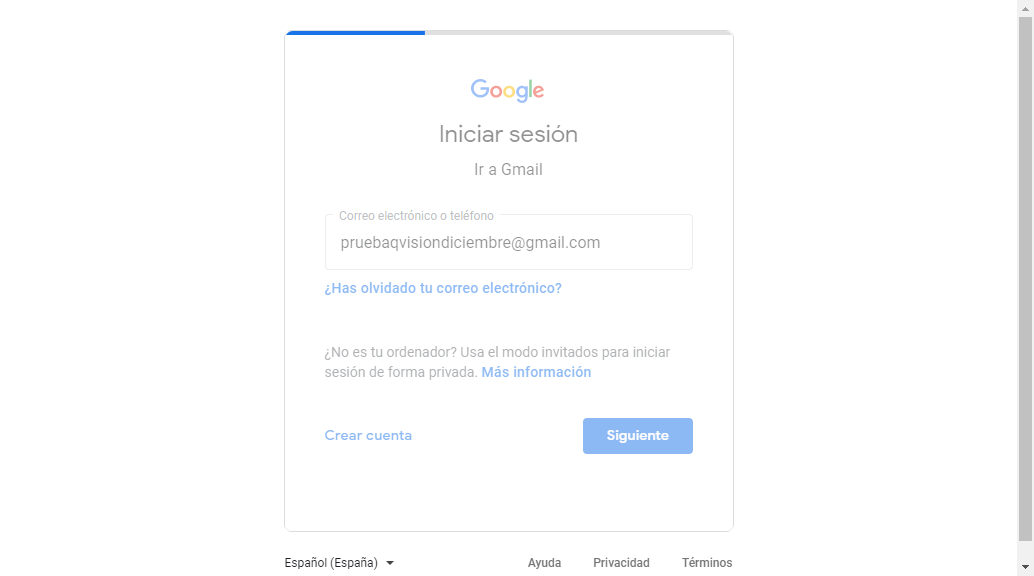 Google
Iniciar sesión
Ir a Gmail
Correo electrónico o teléfono
pruebaqvisiondiciembre@gmail.com
¿Has olvidado tu correo electrónico?
¿No es tu ordenador? Usa el modo invitados para iniciar
sesión de forma privada. Más información
Crear cuenta Siguiente
Español (España) Ayuda Privacidad Términos